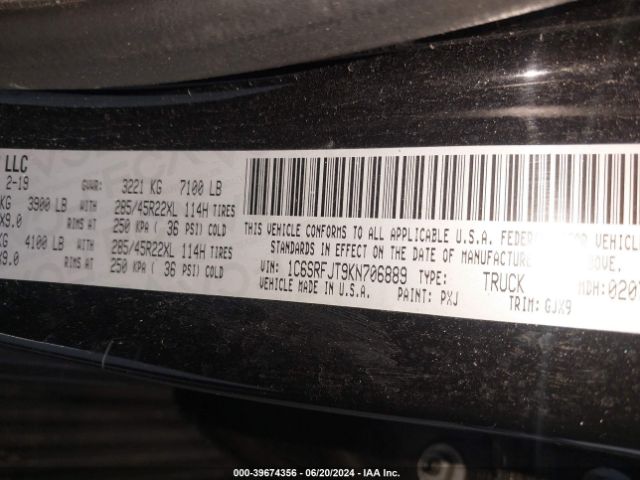 LLC
2-19 GVWR: 3221 KG 7100 LB
KG 3900 LB WITH 285/45R22XL 114H TIRES
X9.0 RIMS AT 250 KPA ( 36 PSI) COLD
KG 4100 LB WITH 285/45R22XL 114H TIRES
X9.0 RIMS AT 250 KPA ( 36 PSI) COLD
THIS VEHICLE CONFORMS TO ALL APPLICABLE U.S.A. VEHICLE
STANDARDS IN EFFECT ON THE DATE OF
VIN: 1C6SRFJT9KN706889 TYPE: TRUCK MDH:
VEHICLE MADE IN U.S.A. PAINT: PXJ TRIM: GJX9
000-39674356 — 06/20/2024 — IAA Inc.